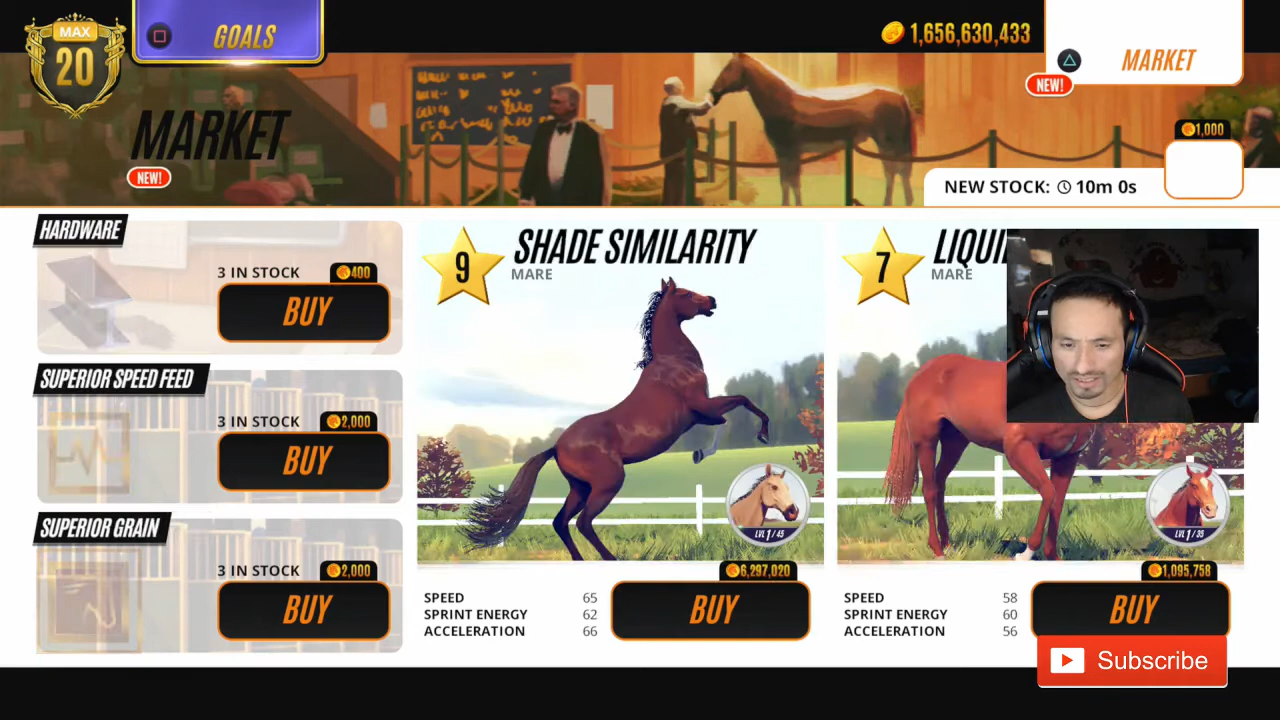 MAX
20
GOALS
1,656,630,433
MARKET
NEW!
MARKET
NEW!
1,000
NEW STOCK: 10m 0s
HARDWARE
3 IN STOCK
400
BUY
SUPERIOR SPEED FEED
3 IN STOCK
2,000
BUY
SUPERIOR GRAIN
3 IN STOCK
2,000
BUY
9
SHADE SIMILARITY
MARE
LVL 1 / 45
6,297,020
SPEED 65
SPRINT ENERGY 62
ACCELERATION 66
BUY
7
MARE
LVL 1 / 35
1,095,758
SPEED 58
SPRINT ENERGY 60
ACCELERATION 56
BUY
Subscribe